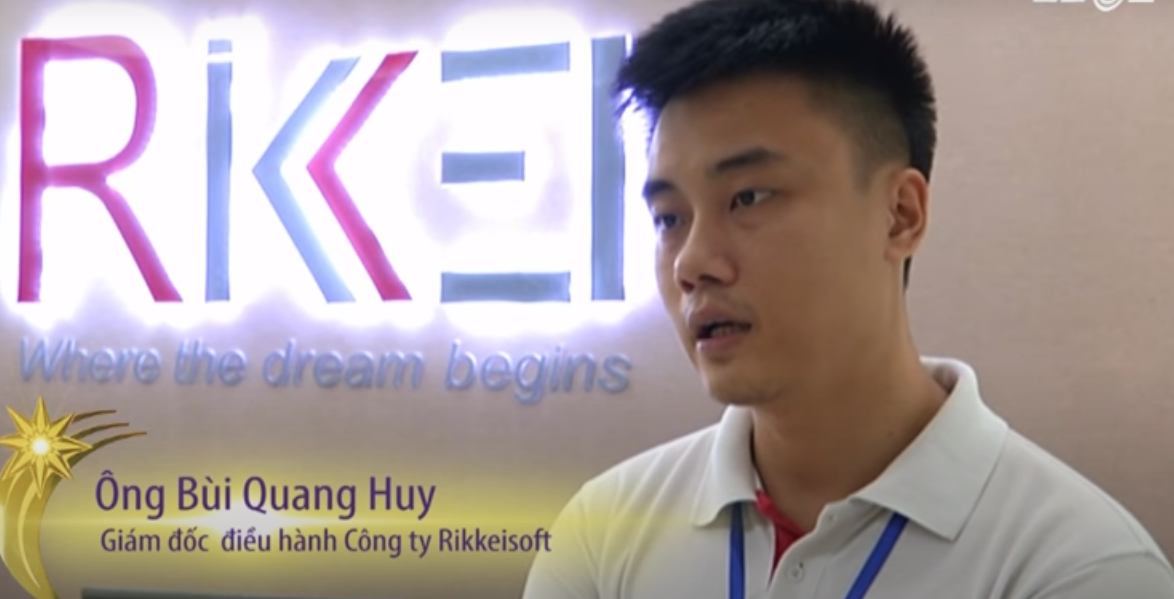 RIKKEI
Where the dream begins
Ông Bùi Quang Huy
Giám đốc điều hành Công ty Rikkeisoft